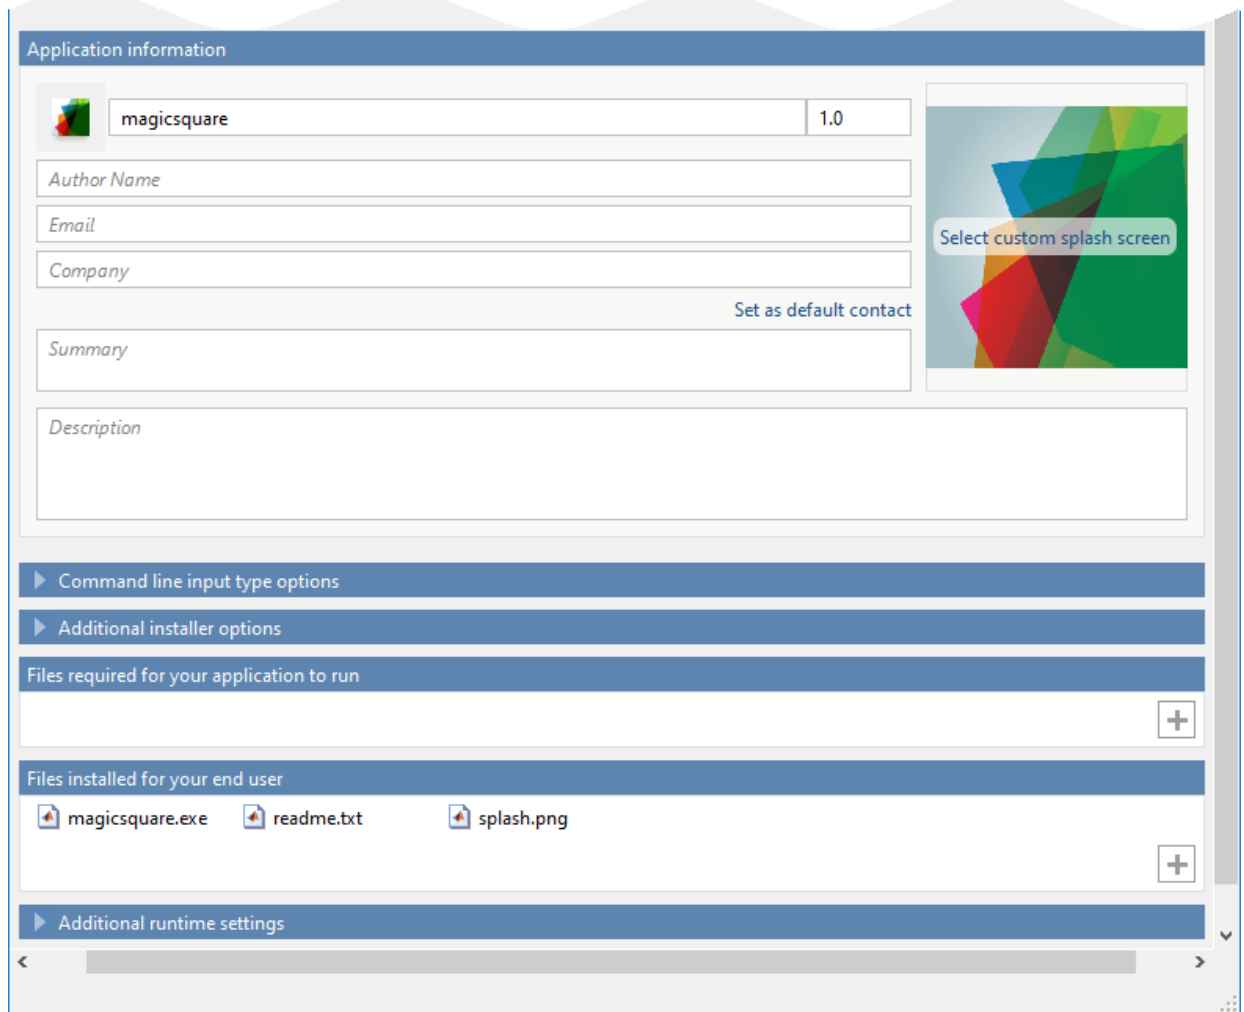 Application information
magicsquare 1.0
Author Name
Email
Select custom splash screen
Company
Set as default contact
Summary
Description
Command line input type options
Additional installer options
Files required for your application to run
Files installed for your end user
magicsquare.exe readme.txt splash.png
Additional runtime settings